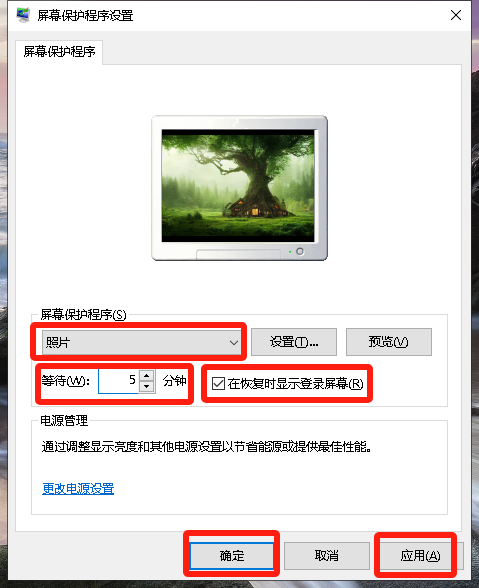 屏幕保护程序设置
屏幕保护程序
屏幕保护程序(S)
照片 设置(T)... 预览(V)
等待(W): 5 分钟 在恢复时显示登录屏幕(R)
电源管理
通过调整显示亮度和其他电源设置以节省能源或提供最佳性能。
更改电源设置
确定 取消 应用(A)